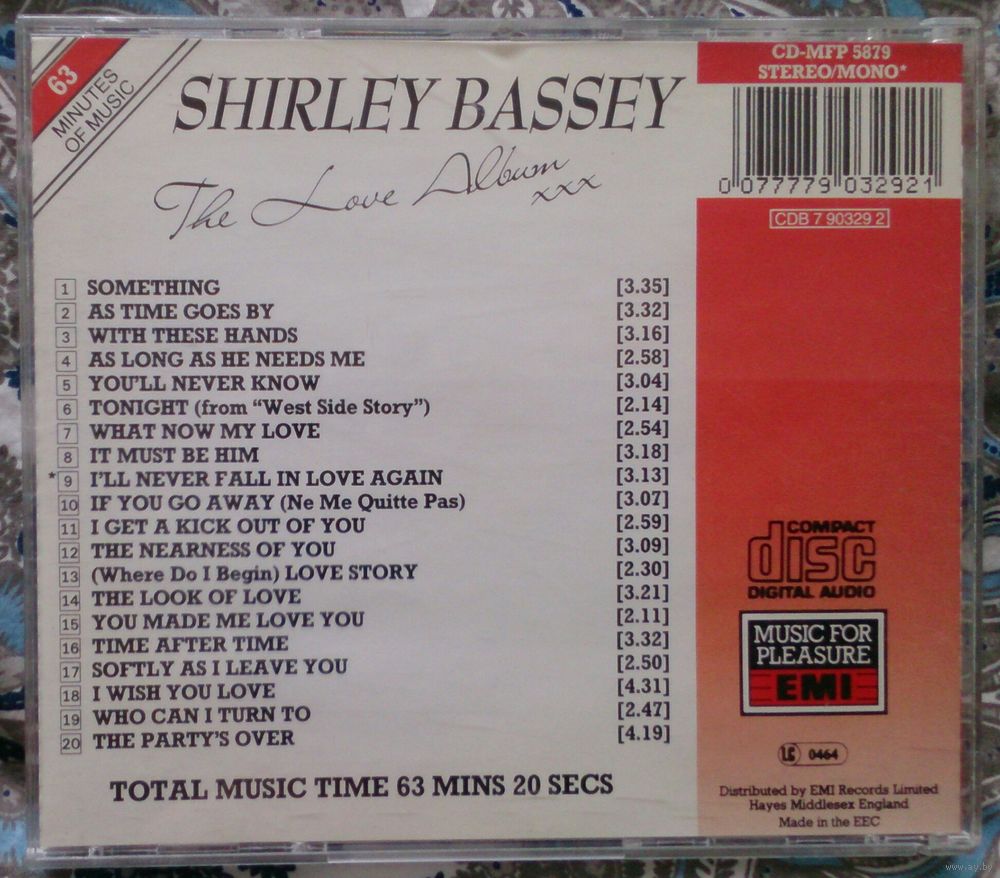 63
MINUTES
OF MUSIC
SHIRLEY BASSEY
The Love Album
xxx
CD-MFP 5879
STEREO/MONO*
0 077779 032921
CDB 7 90329 2
1 SOMETHING [3.35]
2 AS TIME GOES BY [3.32]
3 WITH THESE HANDS [3.16]
4 AS LONG AS HE NEEDS ME [2.58]
5 YOU'LL NEVER KNOW [3.04]
6 TONIGHT (from “West Side Story”) [2.14]
7 WHAT NOW MY LOVE [2.54]
8 IT MUST BE HIM [3.18]
* 9 I'LL NEVER FALL IN LOVE AGAIN [3.13]
10 IF YOU GO AWAY (Ne Me Quitte Pas) [3.07]
11 I GET A KICK OUT OF YOU [2.59]
12 THE NEARNESS OF YOU [3.09]
13 (Where Do I Begin) LOVE STORY [2.30]
14 THE LOOK OF LOVE [3.21]
15 YOU MADE ME LOVE YOU [2.11]
16 TIME AFTER TIME [3.32]
17 SOFTLY AS I LEAVE YOU [2.50]
18 I WISH YOU LOVE [4.31]
19 WHO CAN I TURN TO [2.47]
20 THE PARTY'S OVER [4.19]
TOTAL MUSIC TIME 63 MINS 20 SECS
COMPACT
disc
DIGITAL AUDIO
MUSIC FOR
PLEASURE
EMI
LC 0464
Distributed by EMI Records Limited
Hayes Middlesex England
Made in the EEC
www.ay.by